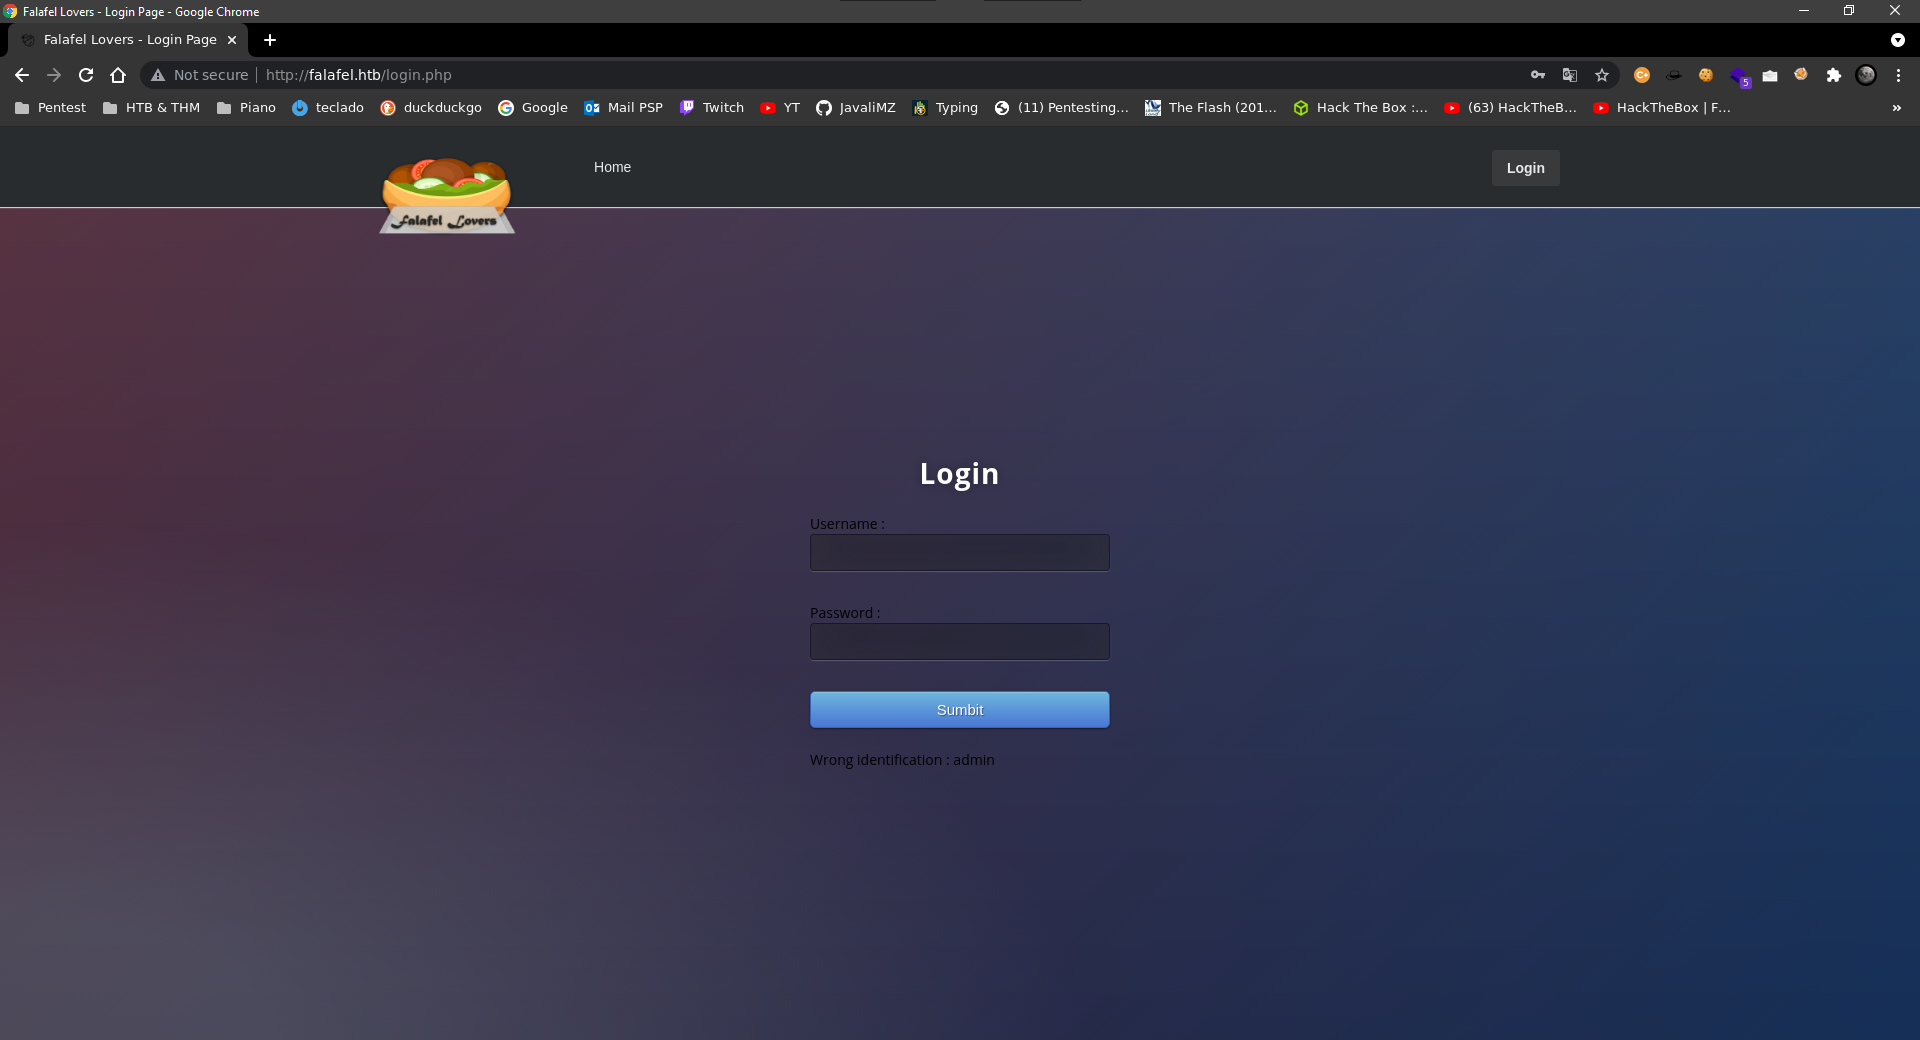 Falafel Lovers - Login Page - Google Chrome
Falafel Lovers - Login Page
Not secure http://falafel.htb/login.php
5
Pentest HTB & THM Piano teclado duckduckgo Google Mail PSP Twitch YT JavaliMZ Typing (11) Pentesting... The Flash (201... Hack The Box :... (63) HackTheB... HackTheBox | F... »
Home
Login
Falafel Lovers
Login
Username :
Password :
Sumbit
Wrong identification : admin